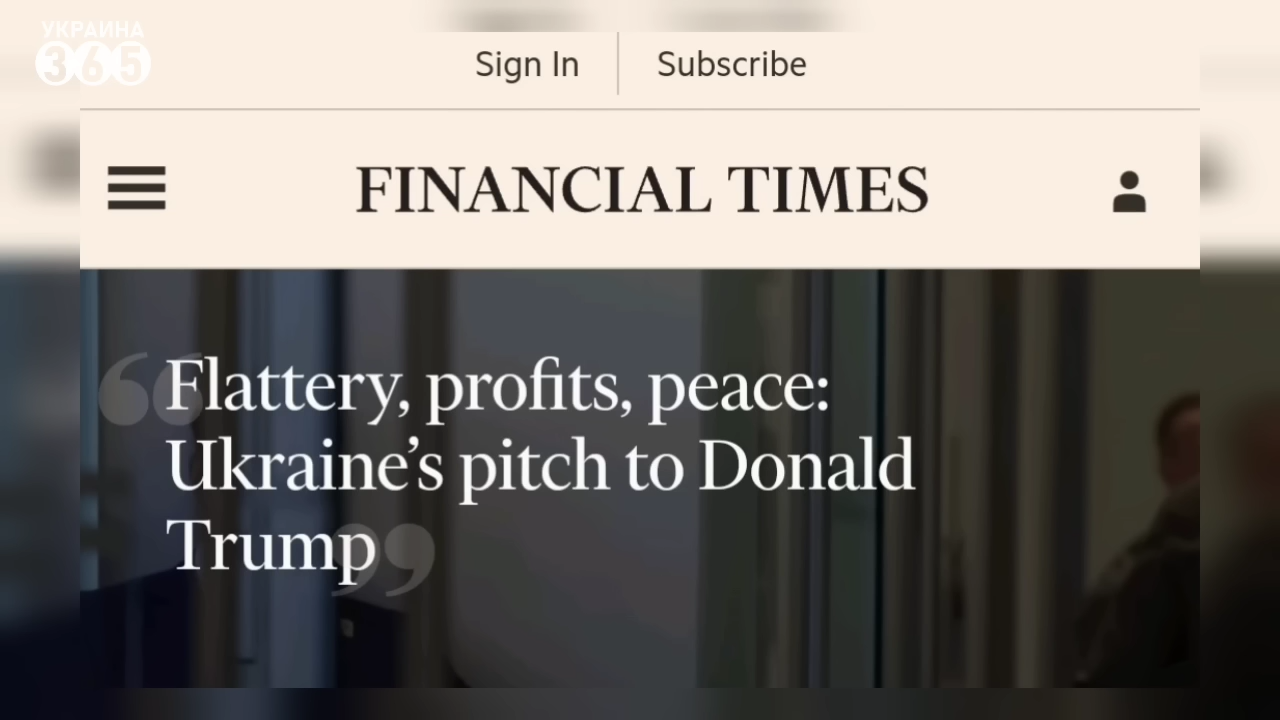 УКРАИНА
365
Sign In
Subscribe
FINANCIAL TIMES
“Flattery, profits, peace:
Ukraine’s pitch to Donald
Trump”